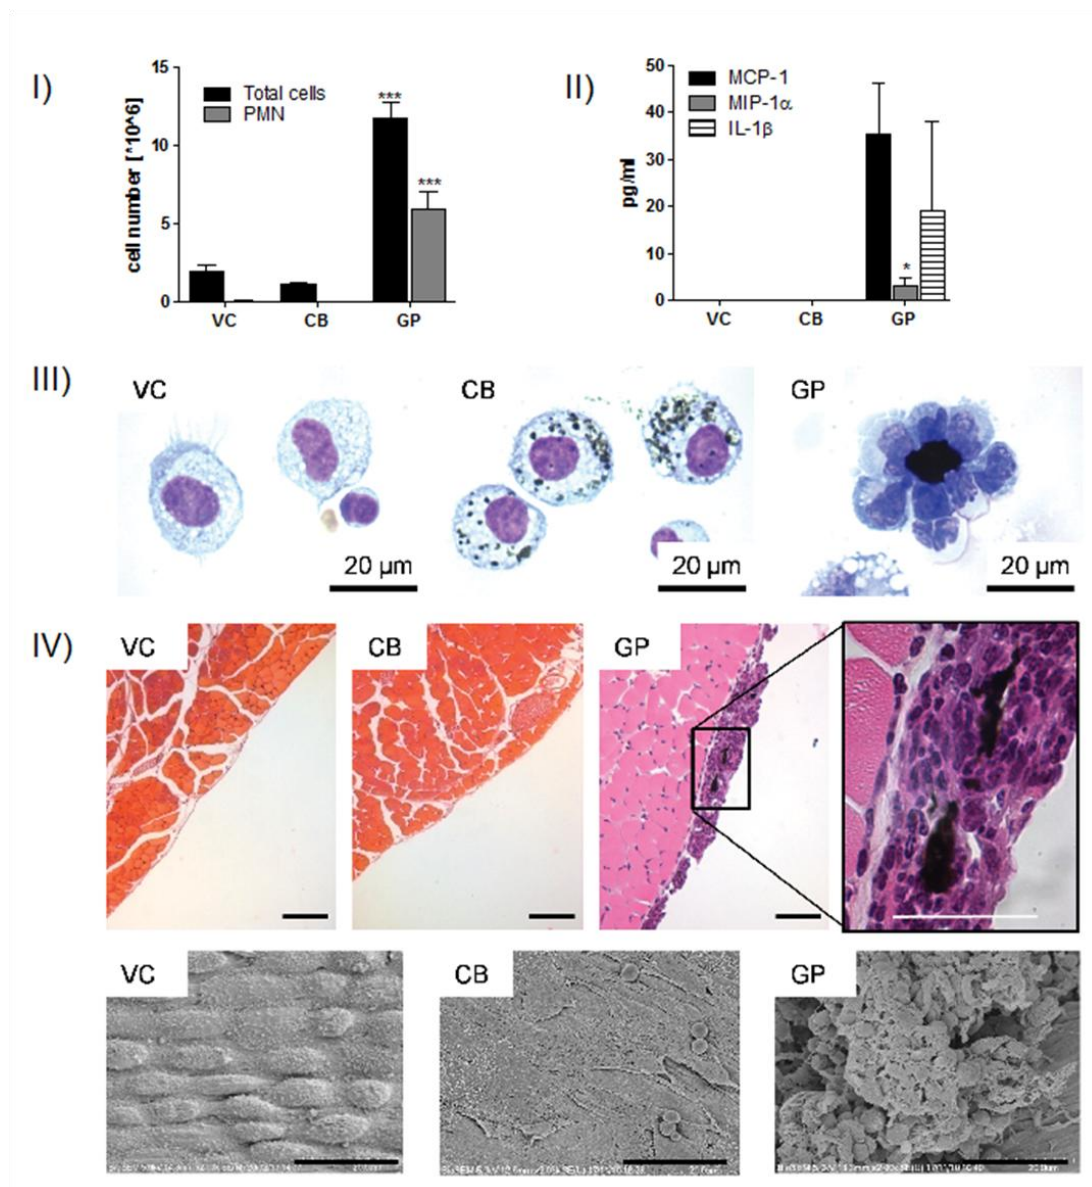 I)
15
10
5
0
cell number [*10^6]
Total cells
PMN
***
***
VC
CB
GP
II)
50
40
30
20
10
0
pg/ml
MCP-1
MIP-1α
IL-1β
*
VC
CB
GP
III)
VC
CB
GP
20 µm
20 µm
20 µm
IV)
VC
CB
GP
VC
CB
GP